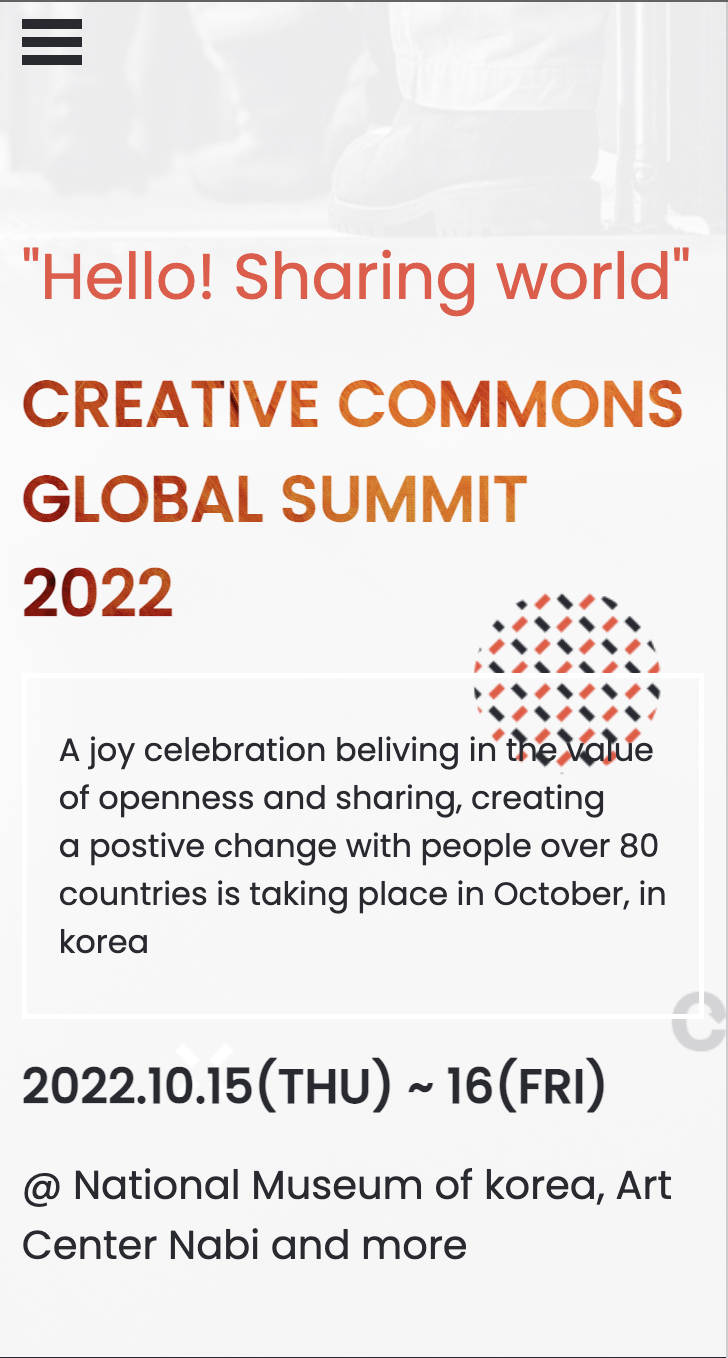 "Hello! Sharing world"
CREATIVE COMMONS
GLOBAL SUMMIT
2022
A joy celebration beliving in the value
of openness and sharing, creating
a postive change with people over 80
countries is taking place in October, in
korea
2022.10.15(THU) ~ 16(FRI)
@ National Museum of korea, Art
Center Nabi and more